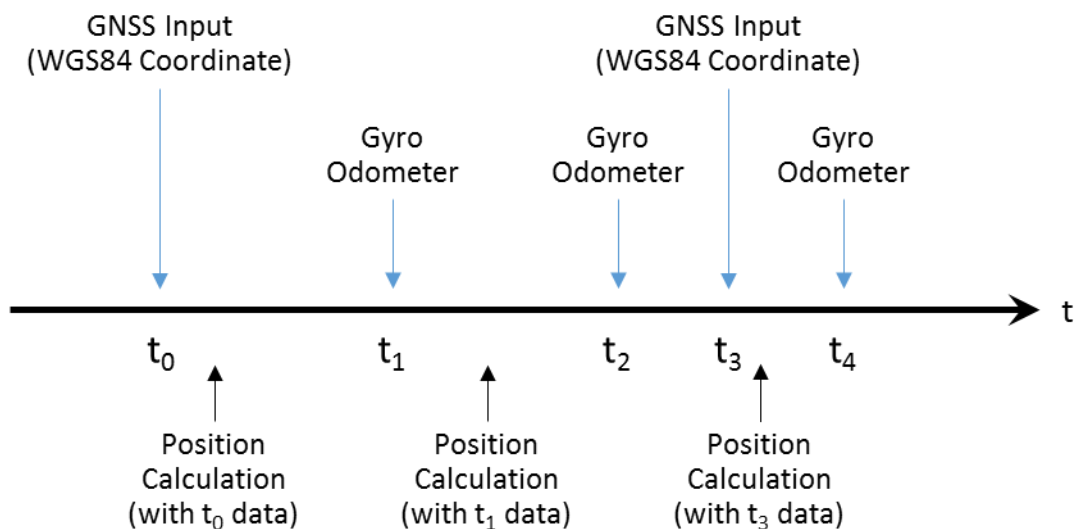 GNSS Input
(WGS84 Coordinate)
GNSS Input
(WGS84 Coordinate)
Gyro
Odometer
Gyro
Odometer
Gyro
Odometer
t
t₀
t₁
t₂
t₃
t₄
Position
Calculation
(with t₀ data)
Position
Calculation
(with t₁ data)
Position
Calculation
(with t₃ data)